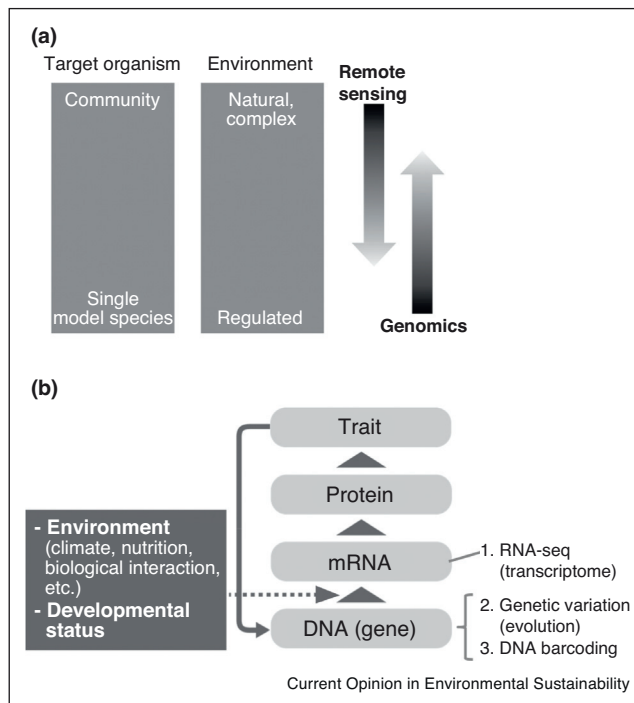 (a)
Target organism
Environment
Community
Natural,
complex
Remote
sensing
Single
model species
Regulated
Genomics
(b)
Trait
Protein
mRNA
DNA (gene)
- Environment
(climate, nutrition,
biological interaction,
etc.)
- Developmental
status
1. RNA-seq
(transcriptome)
2. Genetic variation
(evolution)
3. DNA barcoding
Current Opinion in Environmental Sustainability